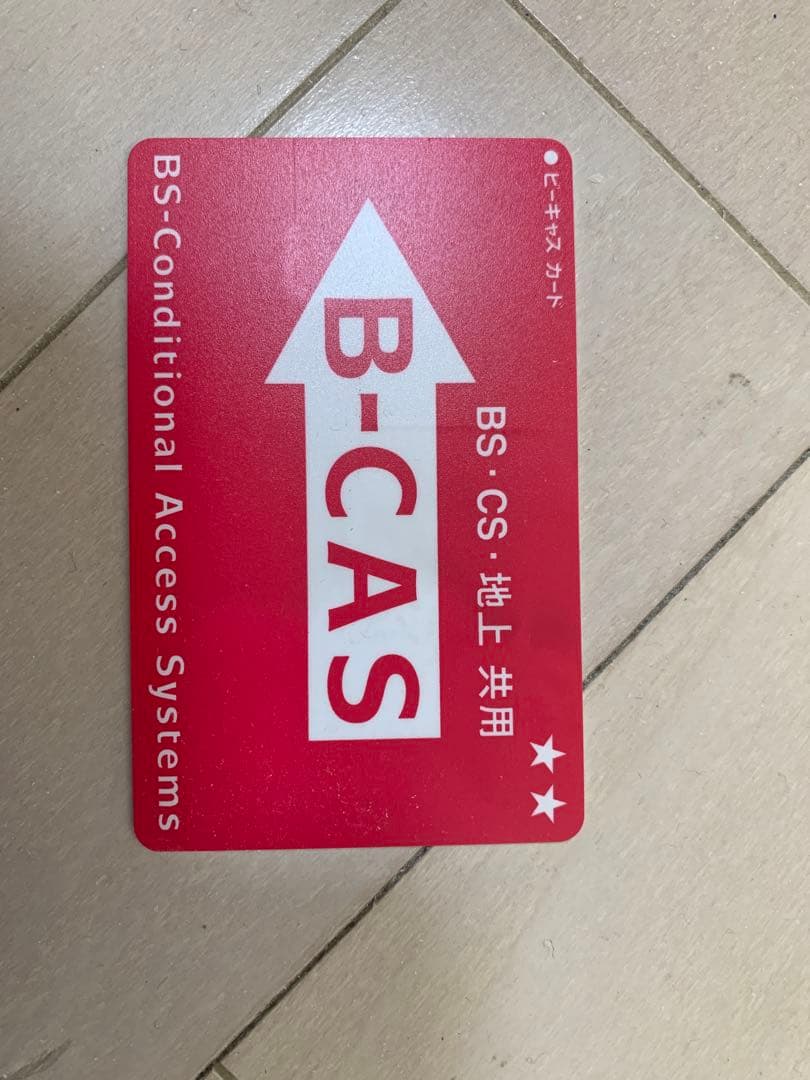 ● ビーキャス カード
★★
BS・CS・地上 共用
B-CAS
BS-Conditional Access Systems